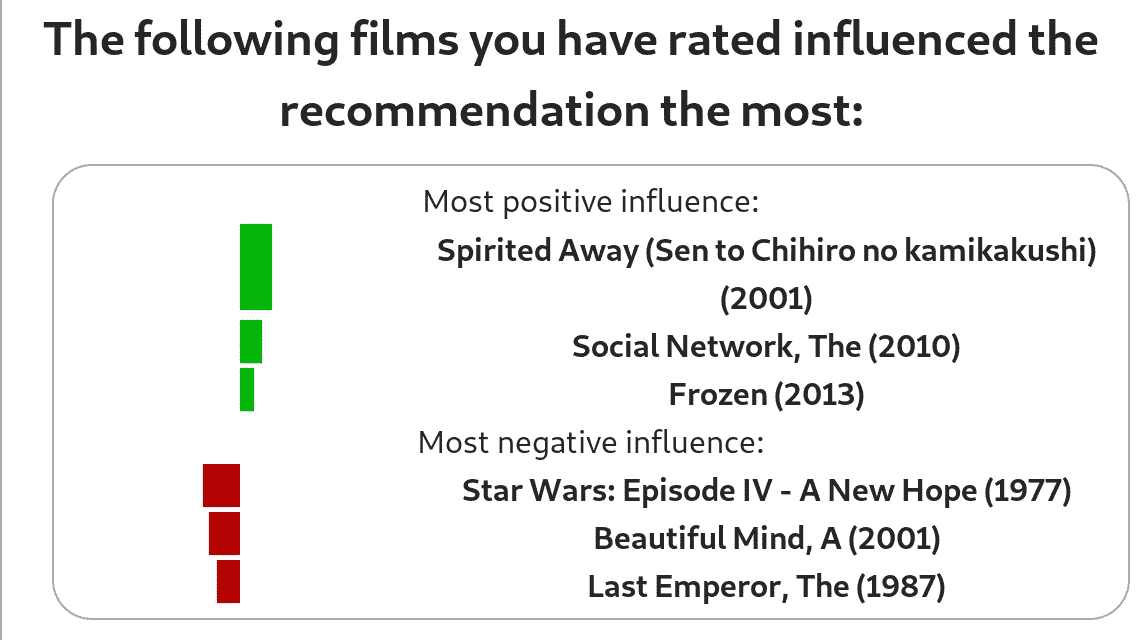 The following films you have rated influenced the
recommendation the most:
Most positive influence:
Spirited Away (Sen to Chihiro no kamikakushi)
(2001)
Social Network, The (2010)
Frozen (2013)
Most negative influence:
Star Wars: Episode IV - A New Hope (1977)
Beautiful Mind, A (2001)
Last Emperor, The (1987)